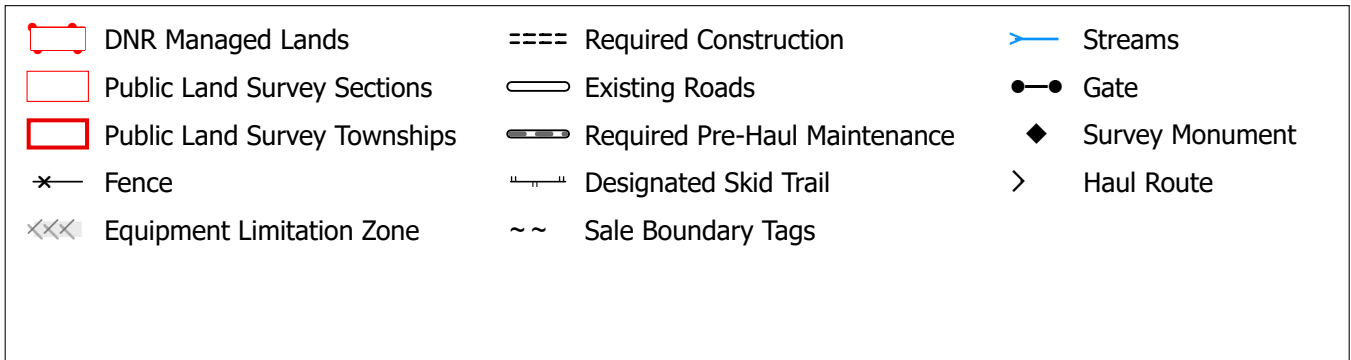 DNR Managed Lands
Public Land Survey Sections
Public Land Survey Townships
Fence
Equipment Limitation Zone
Required Construction
Existing Roads
Required Pre-Haul Maintenance
Designated Skid Trail
Sale Boundary Tags
Streams
Gate
Survey Monument
Haul Route